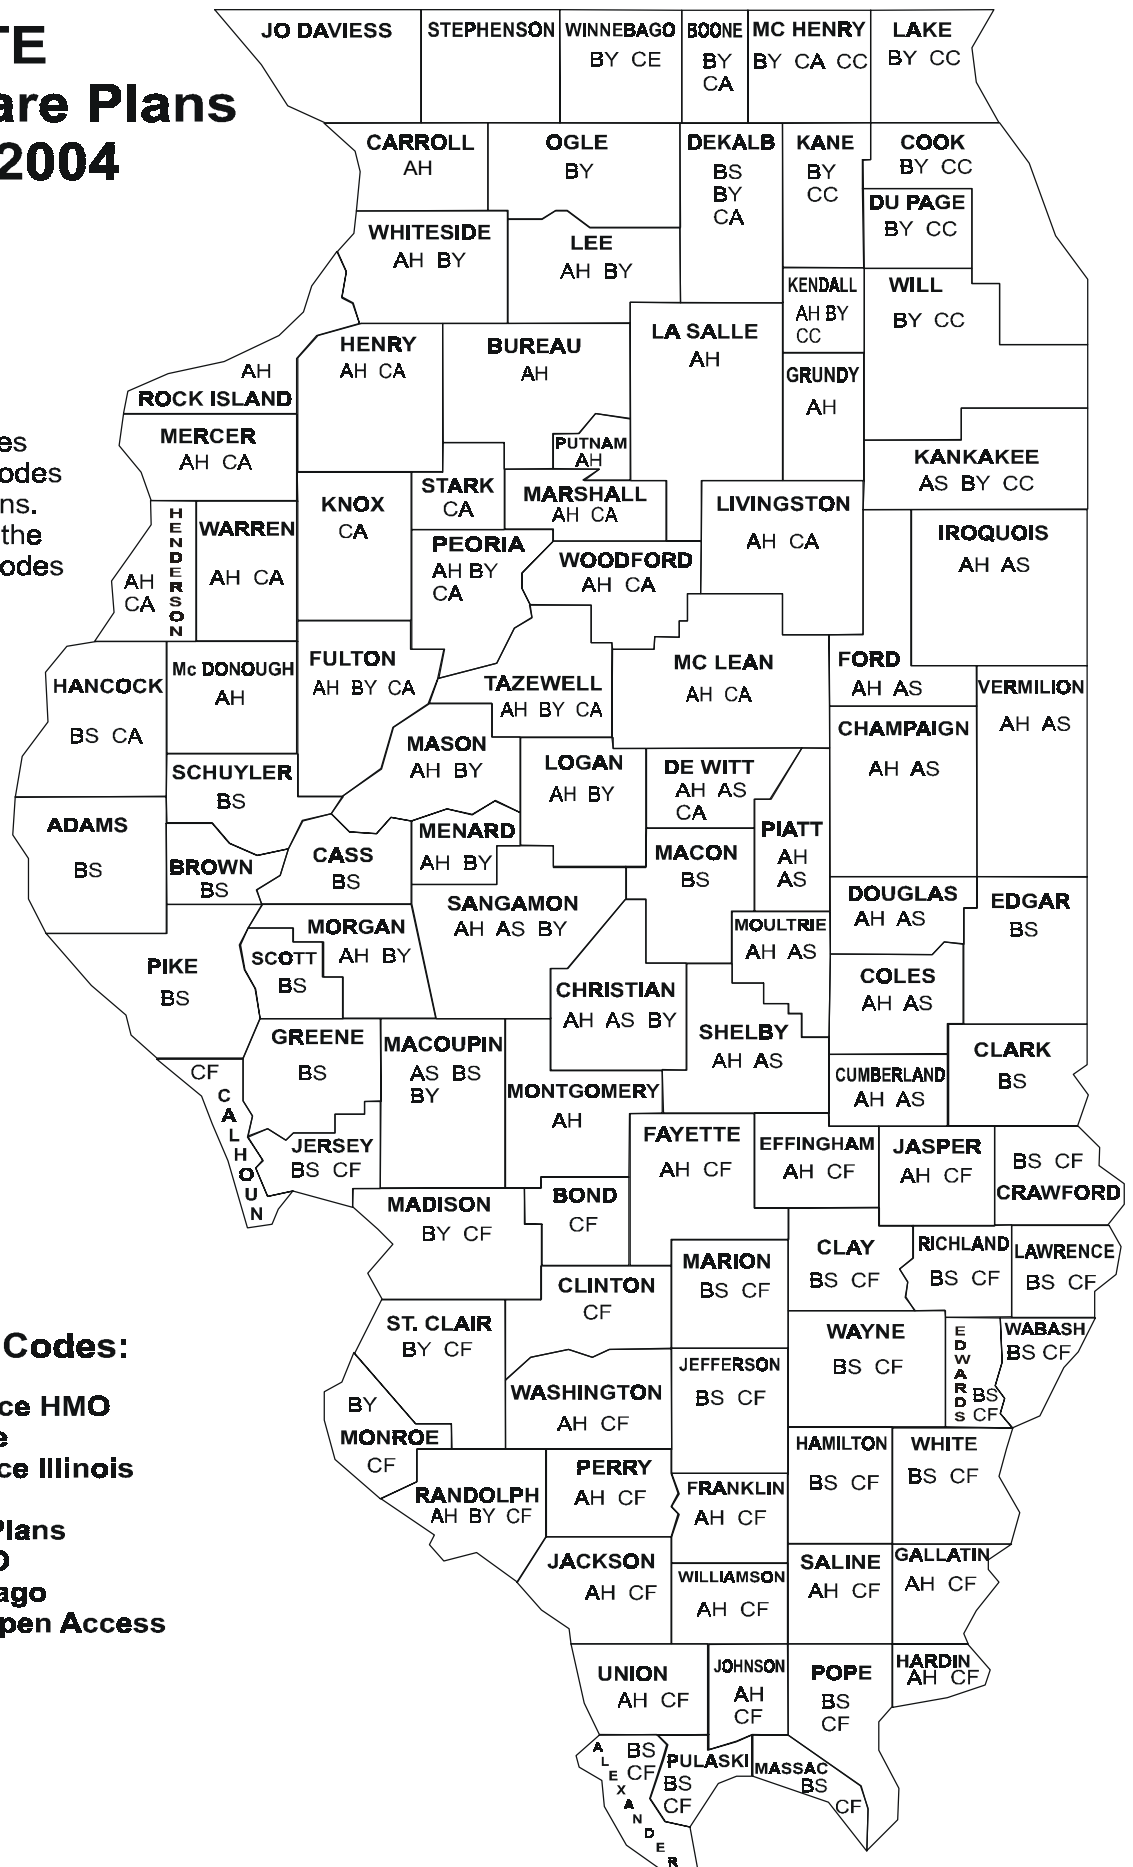 TE
are Plans
2004
JO DAVIESS
STEPHENSON
WINNEBAGO
BY CE
BOONE
BY
CA
MC HENRY
BY CA CC
LAKE
BY CC
CARROLL
AH
OGLE
BY
DEKALB
BS
BY
CA
KANE
BY
CC
COOK
BY CC
DU PAGE
BY CC
WHITESIDE
AH BY
LEE
AH BY
KENDALL
AH BY
CC
WILL
BY CC
AH
ROCK ISLAND
HENRY
AH CA
BUREAU
AH
LA SALLE
AH
GRUNDY
AH
MERCER
AH CA
PUTNAM
AH
KANKAKEE
AS BY CC
es
odes
ns.
the
odes
HENDERSON
AH
CA
WARREN
AH CA
KNOX
CA
STARK
CA
MARSHALL
AH CA
LIVINGSTON
AH CA
IROQUOIS
AH AS
PEORIA
AH BY
CA
WOODFORD
AH CA
HANCOCK
BS CA
Mc DONOUGH
AH
FULTON
AH BY CA
TAZEWELL
AH BY CA
MC LEAN
AH CA
FORD
AH AS
VERMILION
AH AS
SCHUYLER
BS
MASON
AH BY
LOGAN
AH BY
DE WITT
AH AS
CA
CHAMPAIGN
AH AS
ADAMS
BS
BROWN
BS
CASS
BS
MENARD
AH BY
MACON
BS
PIATT
AH
AS
SANGAMON
AH AS BY
DOUGLAS
AH AS
EDGAR
BS
PIKE
BS
SCOTT
BS
MORGAN
AH BY
MOULTRIE
AH AS
COLES
AH AS
CHRISTIAN
AH AS BY
SHELBY
AH AS
GREENE
BS
MACOUPIN
AS BS
BY
MONTGOMERY
AH
CUMBERLAND
AH AS
CLARK
BS
CF
CALHOUN
JERSEY
BS CF
FAYETTE
AH CF
EFFINGHAM
AH CF
JASPER
AH CF
BS CF
CRAWFORD
MADISON
BY CF
BOND
CF
MARION
BS CF
CLAY
BS CF
RICHLAND
BS CF
LAWRENCE
BS CF
CLINTON
CF
ST. CLAIR
BY CF
WAYNE
BS CF
EDWARDS
BS
CF
WABASH
BS CF
WASHINGTON
AH CF
JEFFERSON
BS CF
Codes:
ce HMO
e
ce Illinois
Plans
O
ago
pen Access
BY
MONROE
CF
RANDOLPH
AH BY CF
PERRY
AH CF
FRANKLIN
AH CF
HAMILTON
BS CF
WHITE
BS CF
JACKSON
AH CF
WILLIAMSON
AH CF
SALINE
AH CF
GALLATIN
AH CF
UNION
AH CF
JOHNSON
AH
CF
POPE
BS
CF
HARDIN
AH CF
ALEXANDER
BS
CF
PULASKI
BS
CF
MASSAC
BS
CF